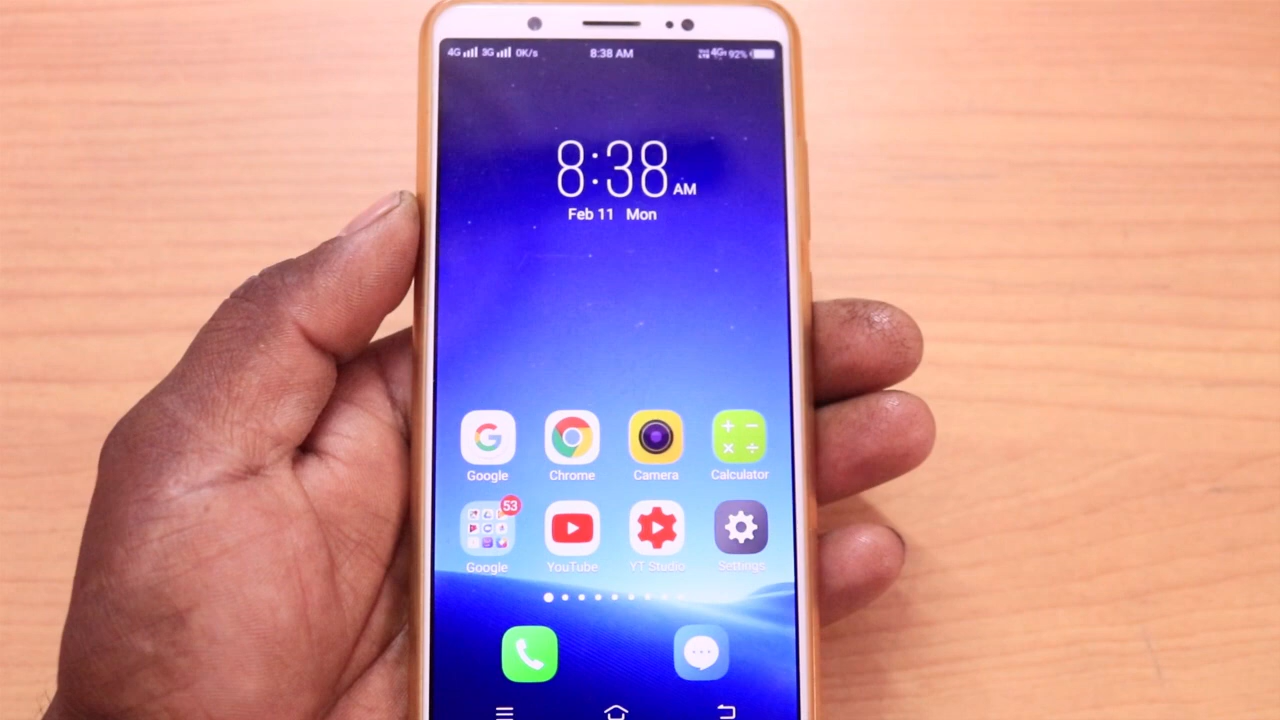 4G 3G 0K/s 8:38 AM 4G 92%
8:38 AM
Feb 11 Mon
Google Chrome Camera Calculator
53
Google YouTube YT Studio Settings